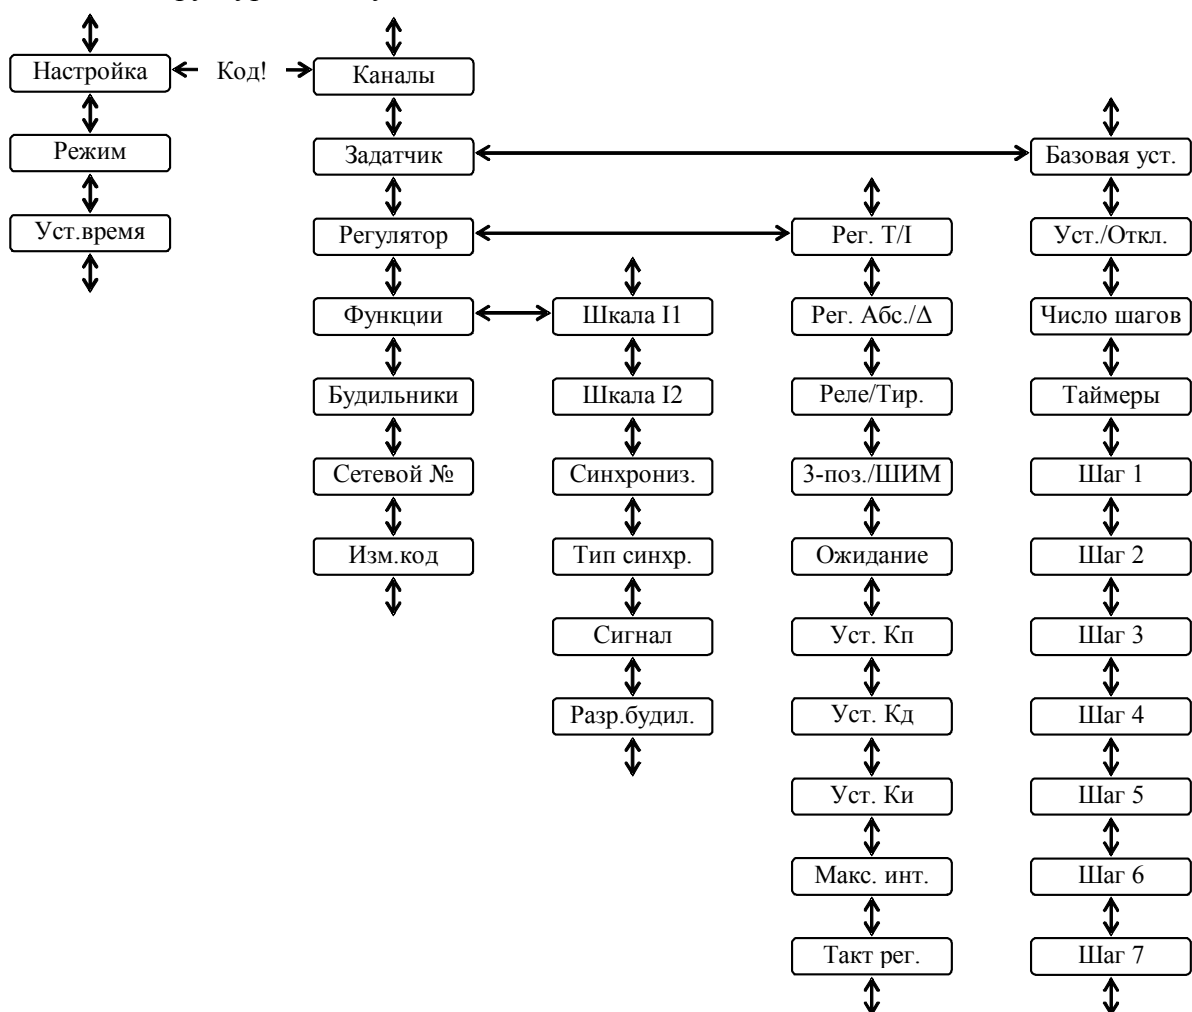 Настройка
Код!
Каналы
Режим
Задатчик
Базовая уст.
Уст.время
Регулятор
Рег. T/I
Уст./Откл.
Функции
Шкала I1
Рег. Абс./Δ
Число шагов
Будильники
Шкала I2
Реле/Тир.
Таймеры
Сетевой №
Синхрониз.
3-поз./ШИМ
Шаг 1
Изм.код
Тип синхр.
Ожидание
Шаг 2
Сигнал
Уст. Кп
Шаг 3
Разр.будил.
Уст. Кд
Шаг 4
Уст. Ки
Шаг 5
Макс. инт.
Шаг 6
Такт рег.
Шаг 7